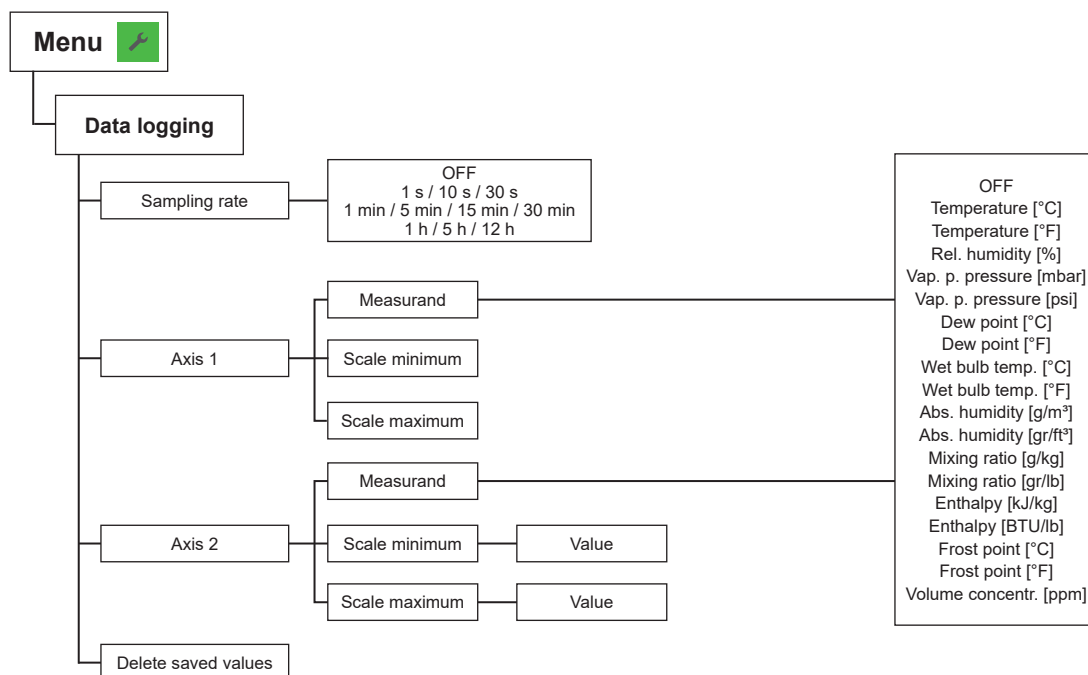 Menu
Data logging
Sampling rate
OFF
1 s / 10 s / 30 s
1 min / 5 min / 15 min / 30 min
1 h / 5 h / 12 h
Axis 1
Measurand
Scale minimum
Scale maximum
Axis 2
Measurand
Scale minimum
Value
Scale maximum
Value
Delete saved values
OFF
Temperature [°C]
Temperature [°F]
Rel. humidity [%]
Vap. p. pressure [mbar]
Vap. p. pressure [psi]
Dew point [°C]
Dew point [°F]
Wet bulb temp. [°C]
Wet bulb temp. [°F]
Abs. humidity [g/m³]
Abs. humidity [gr/ft³]
Mixing ratio [g/kg]
Mixing ratio [gr/lb]
Enthalpy [kJ/kg]
Enthalpy [BTU/lb]
Frost point [°C]
Frost point [°F]
Volume concentr. [ppm]